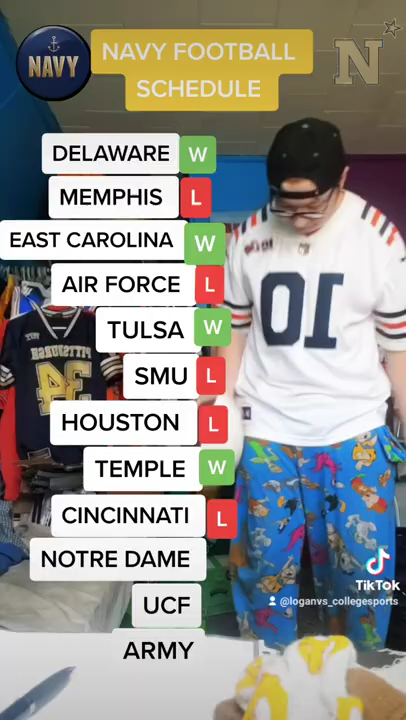 NAVY
NAVY FOOTBALL
SCHEDULE
N
DELAWARE W
MEMPHIS L
EAST CAROLINA W
AIR FORCE L
TULSA W
SMU L
HOUSTON L
TEMPLE W
CINCINNATI L
NOTRE DAME
UCF
ARMY
10
PITTSBURGH
34
TikTok
@loganvs_collegesports